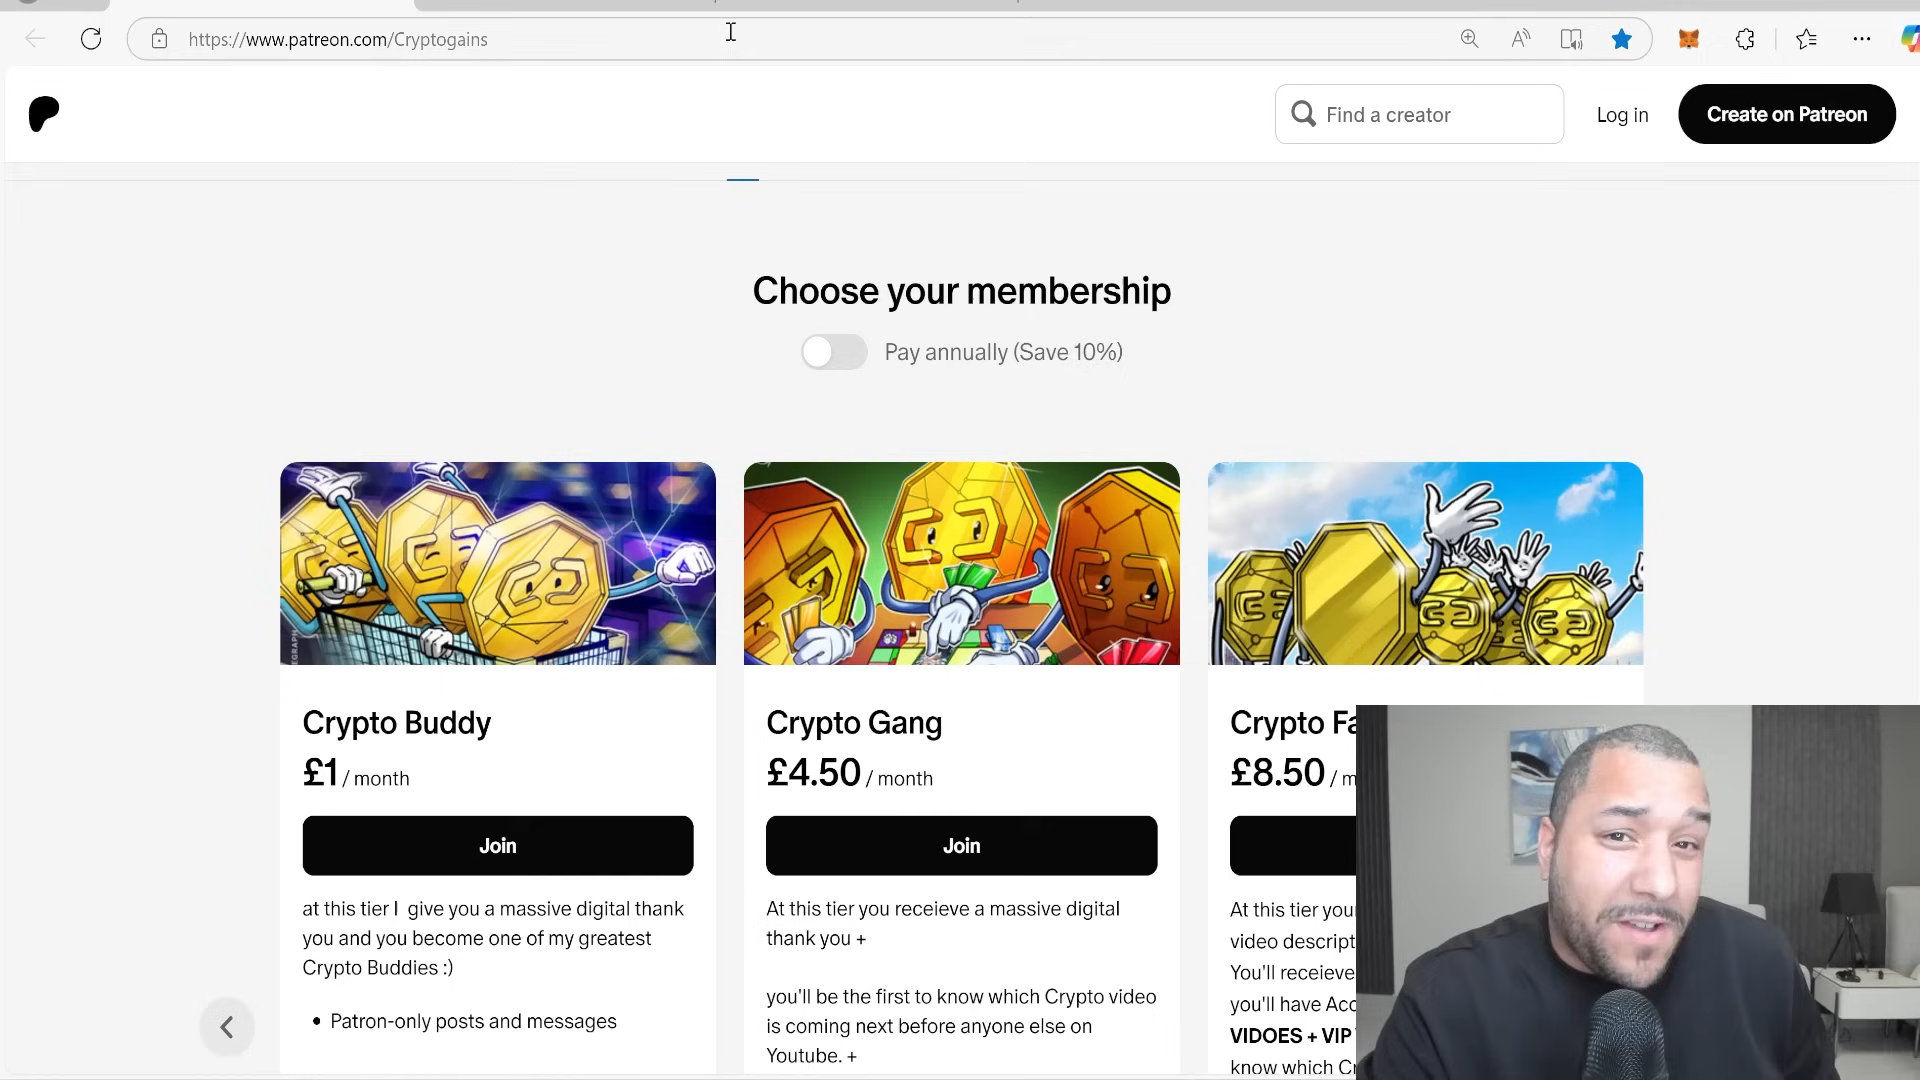 https://www.patreon.com/Cryptogains
Find a creator
Log in
Create on Patreon
Choose your membership
Pay annually (Save 10%)
Crypto Buddy
£1 / month
Join
at this tier I give you a massive digital thank
you and you become one of my greatest
Crypto Buddies :)
• Patron-only posts and messages
Crypto Gang
£4.50 / month
Join
At this tier you receieve a massive digital
thank you +
you'll be the first to know which Crypto video
is coming next before anyone else on
Youtube. +
Crypto Fa
£8.50 / m
At this tier your
video descript
You'll receieve
you'll have Acc
VIDOES + VIP
know which Cr